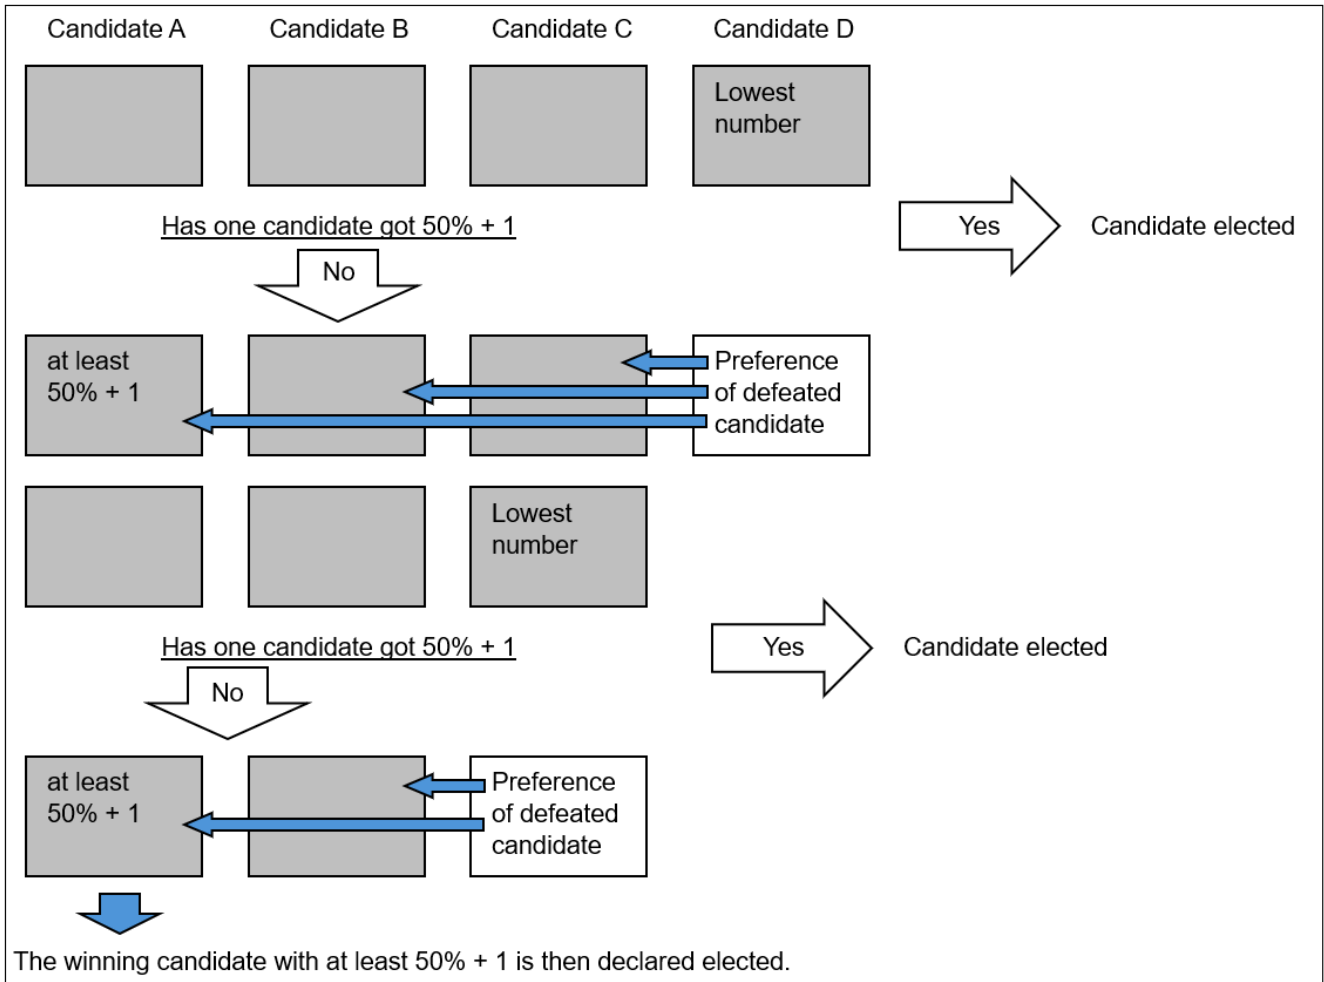 Candidate A
Candidate B
Candidate C
Candidate D
Lowest
number
Has one candidate got 50% + 1
Yes
Candidate elected
No
at least
50% + 1
Preference
of defeated
candidate
Lowest
number
Has one candidate got 50% + 1
Yes
Candidate elected
No
at least
50% + 1
Preference
of defeated
candidate
The winning candidate with at least 50% + 1 is then declared elected.